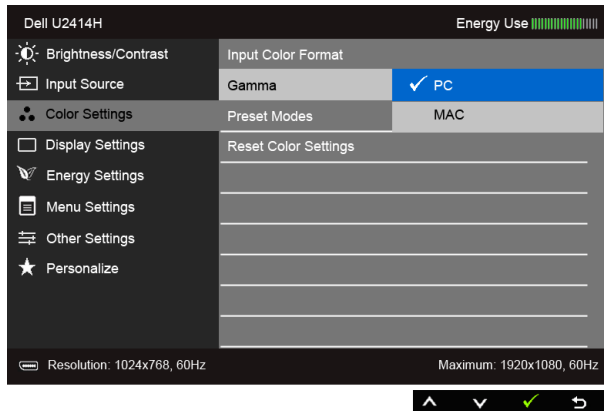 Dell U2414H Energy Use
Brightness/Contrast Input Color Format
Input Source Gamma PC
Color Settings Preset Modes MAC
Display Settings Reset Color Settings
Energy Settings
Menu Settings
Other Settings
Personalize
Resolution: 1024x768, 60Hz Maximum: 1920x1080, 60Hz